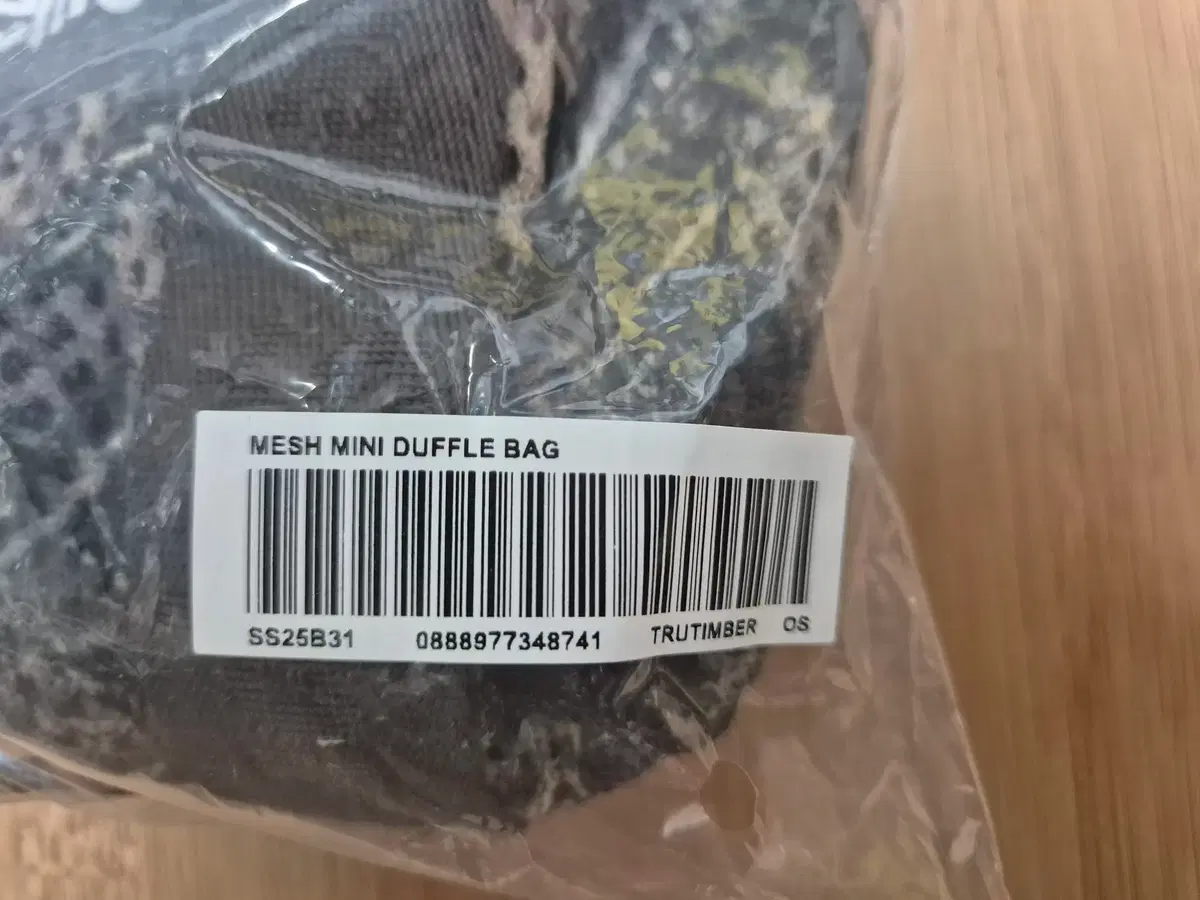 MESH MINI DUFFLE BAG
SS25B31 0888977348741 TRUTIMBER OS